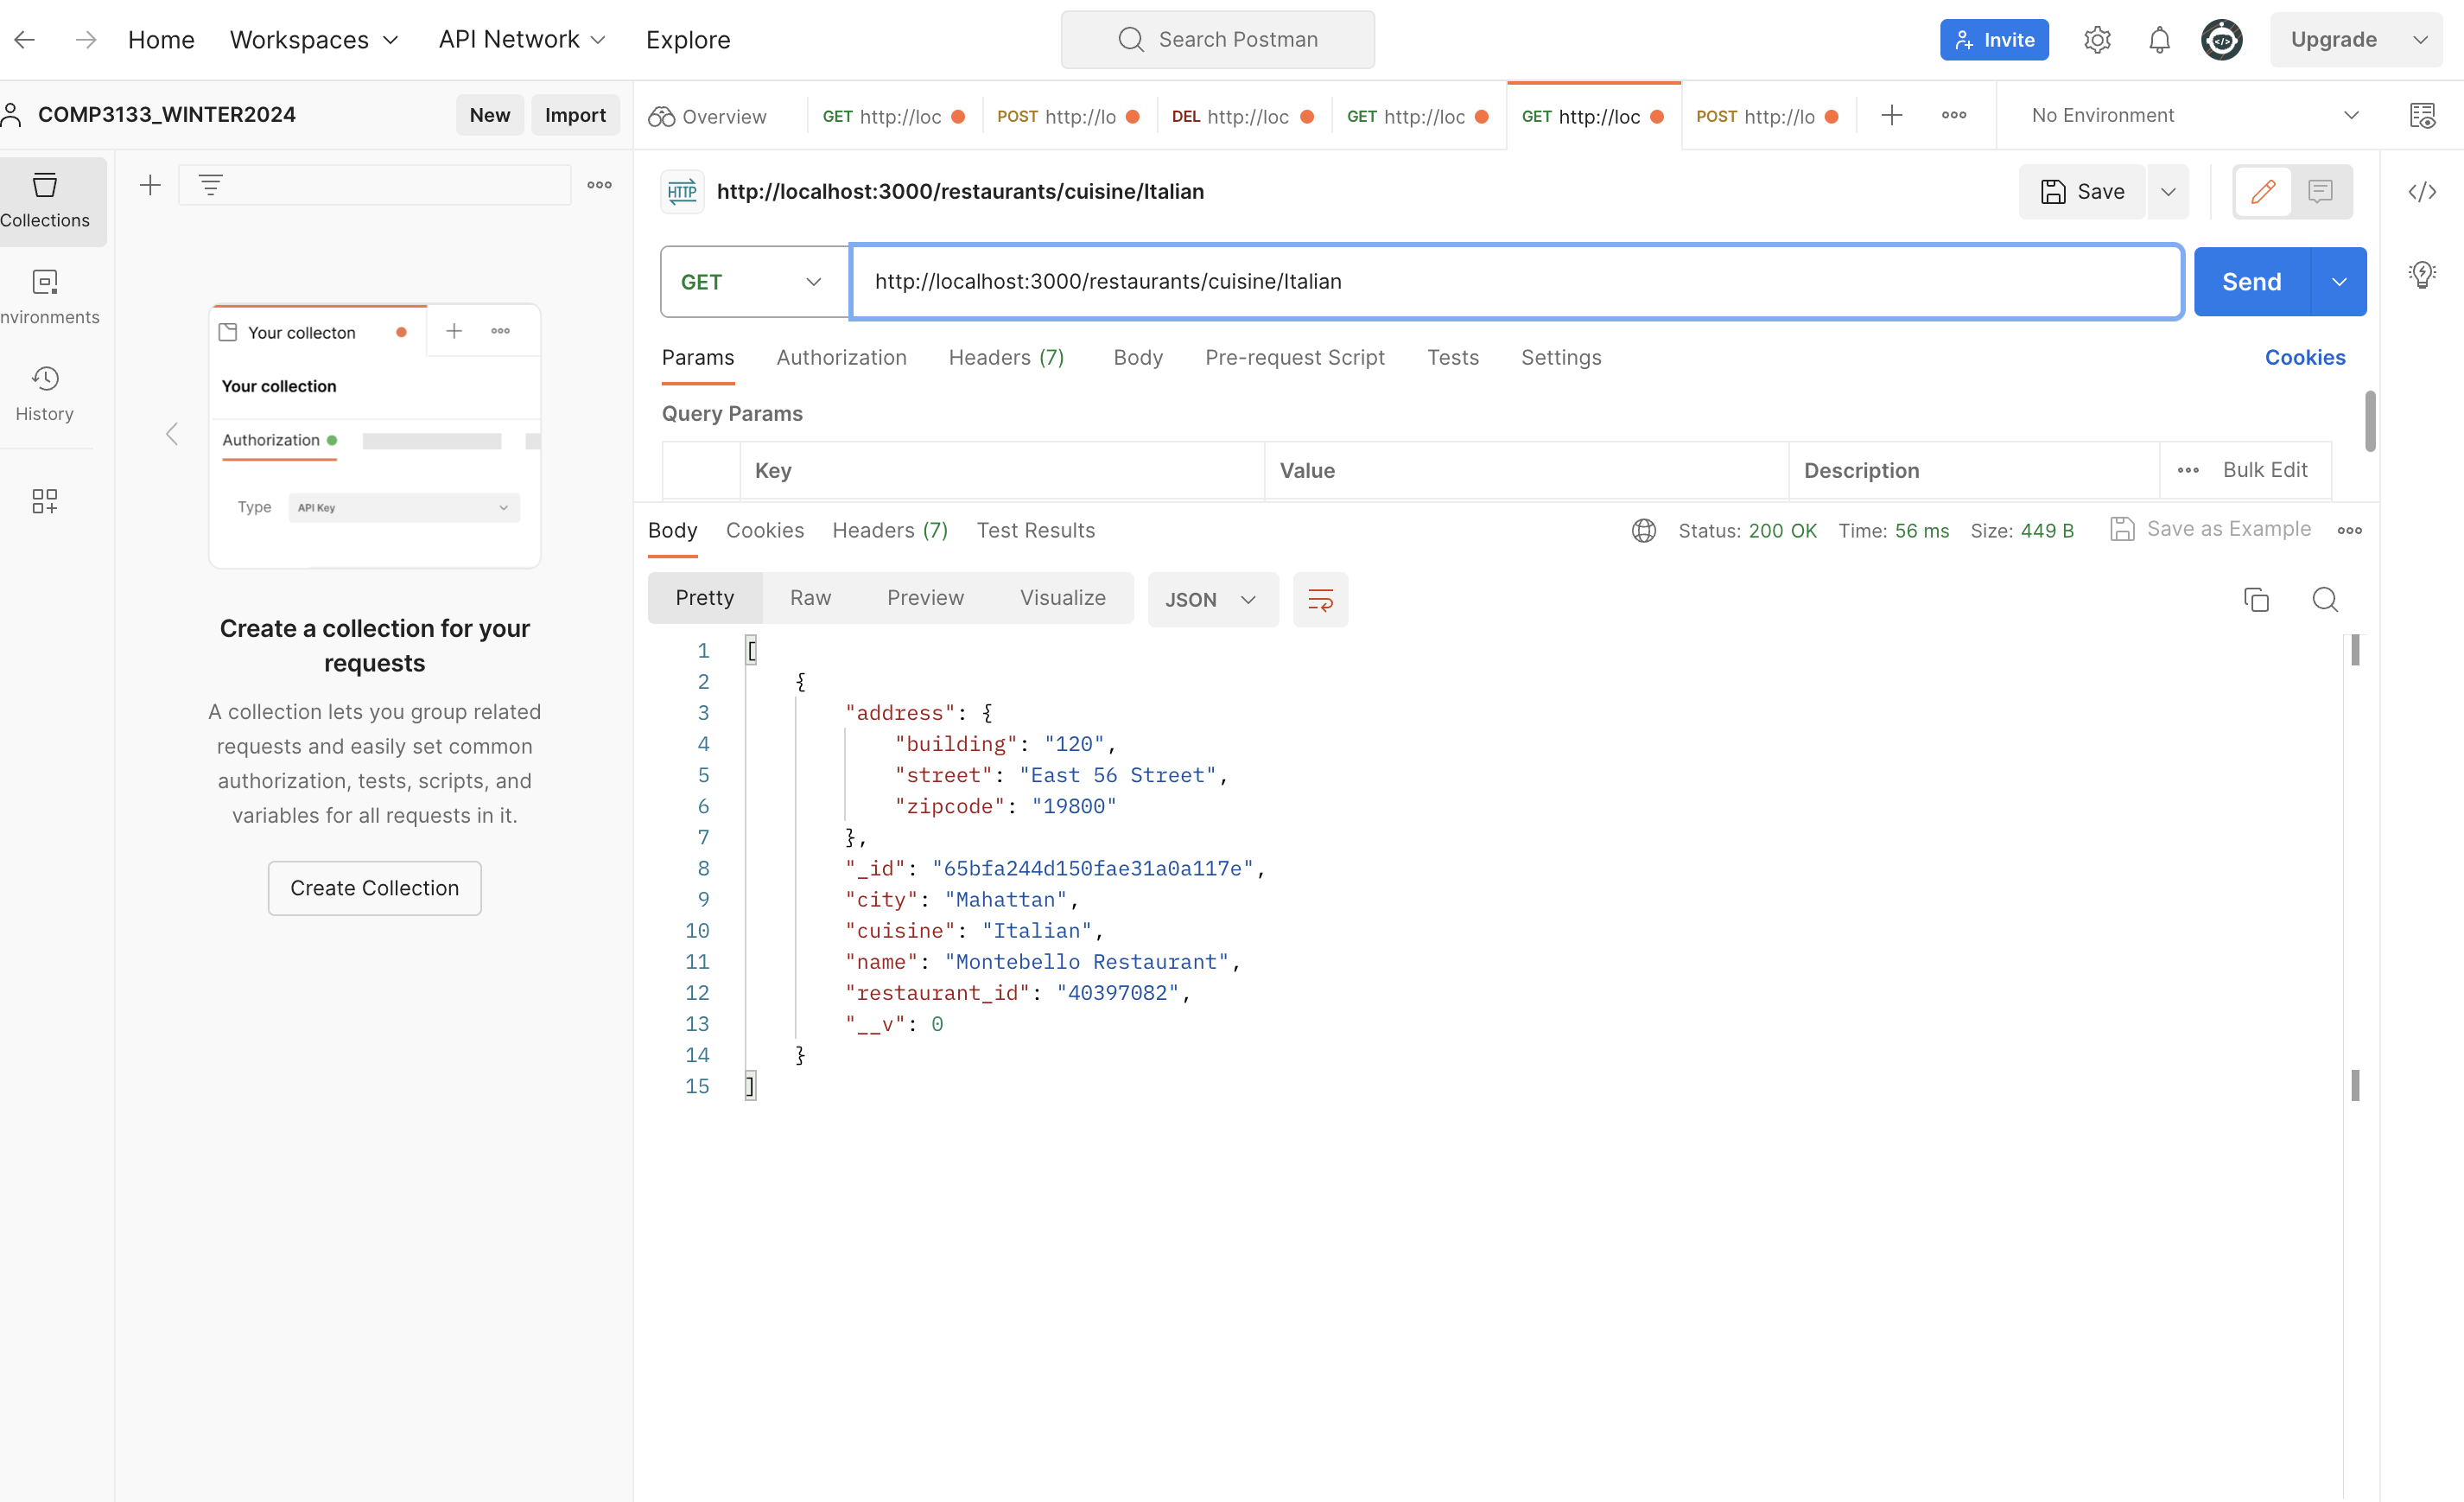 Home Workspaces API Network Explore Search Postman Invite Upgrade
COMP3133_WINTER2024 New Import
Overview GET http://loc POST http://lo DEL http://loc GET http://loc GET http://loc POST http://lo No Environment
Collections
nvironments
History
Your collecton
Your collection
Authorization
Type API Key
Create a collection for your
requests
A collection lets you group related
requests and easily set common
authorization, tests, scripts, and
variables for all requests in it.
Create Collection
HTTP http://localhost:3000/restaurants/cuisine/Italian Save
GET http://localhost:3000/restaurants/cuisine/Italian Send
Params Authorization Headers (7) Body Pre-request Script Tests Settings Cookies
Query Params
Key Value Description Bulk Edit
Body Cookies Headers (7) Test Results Status: 200 OK Time: 56 ms Size: 449 B Save as Example
Pretty Raw Preview Visualize JSON
1 [
2 {
3 "address": {
4 "building": "120",
5 "street": "East 56 Street",
6 "zipcode": "19800"
7 },
8 "_id": "65bfa244d150fae31a0a117e",
9 "city": "Mahattan",
10 "cuisine": "Italian",
11 "name": "Montebello Restaurant",
12 "restaurant_id": "40397082",
13 "__v": 0
14 }
15 ]